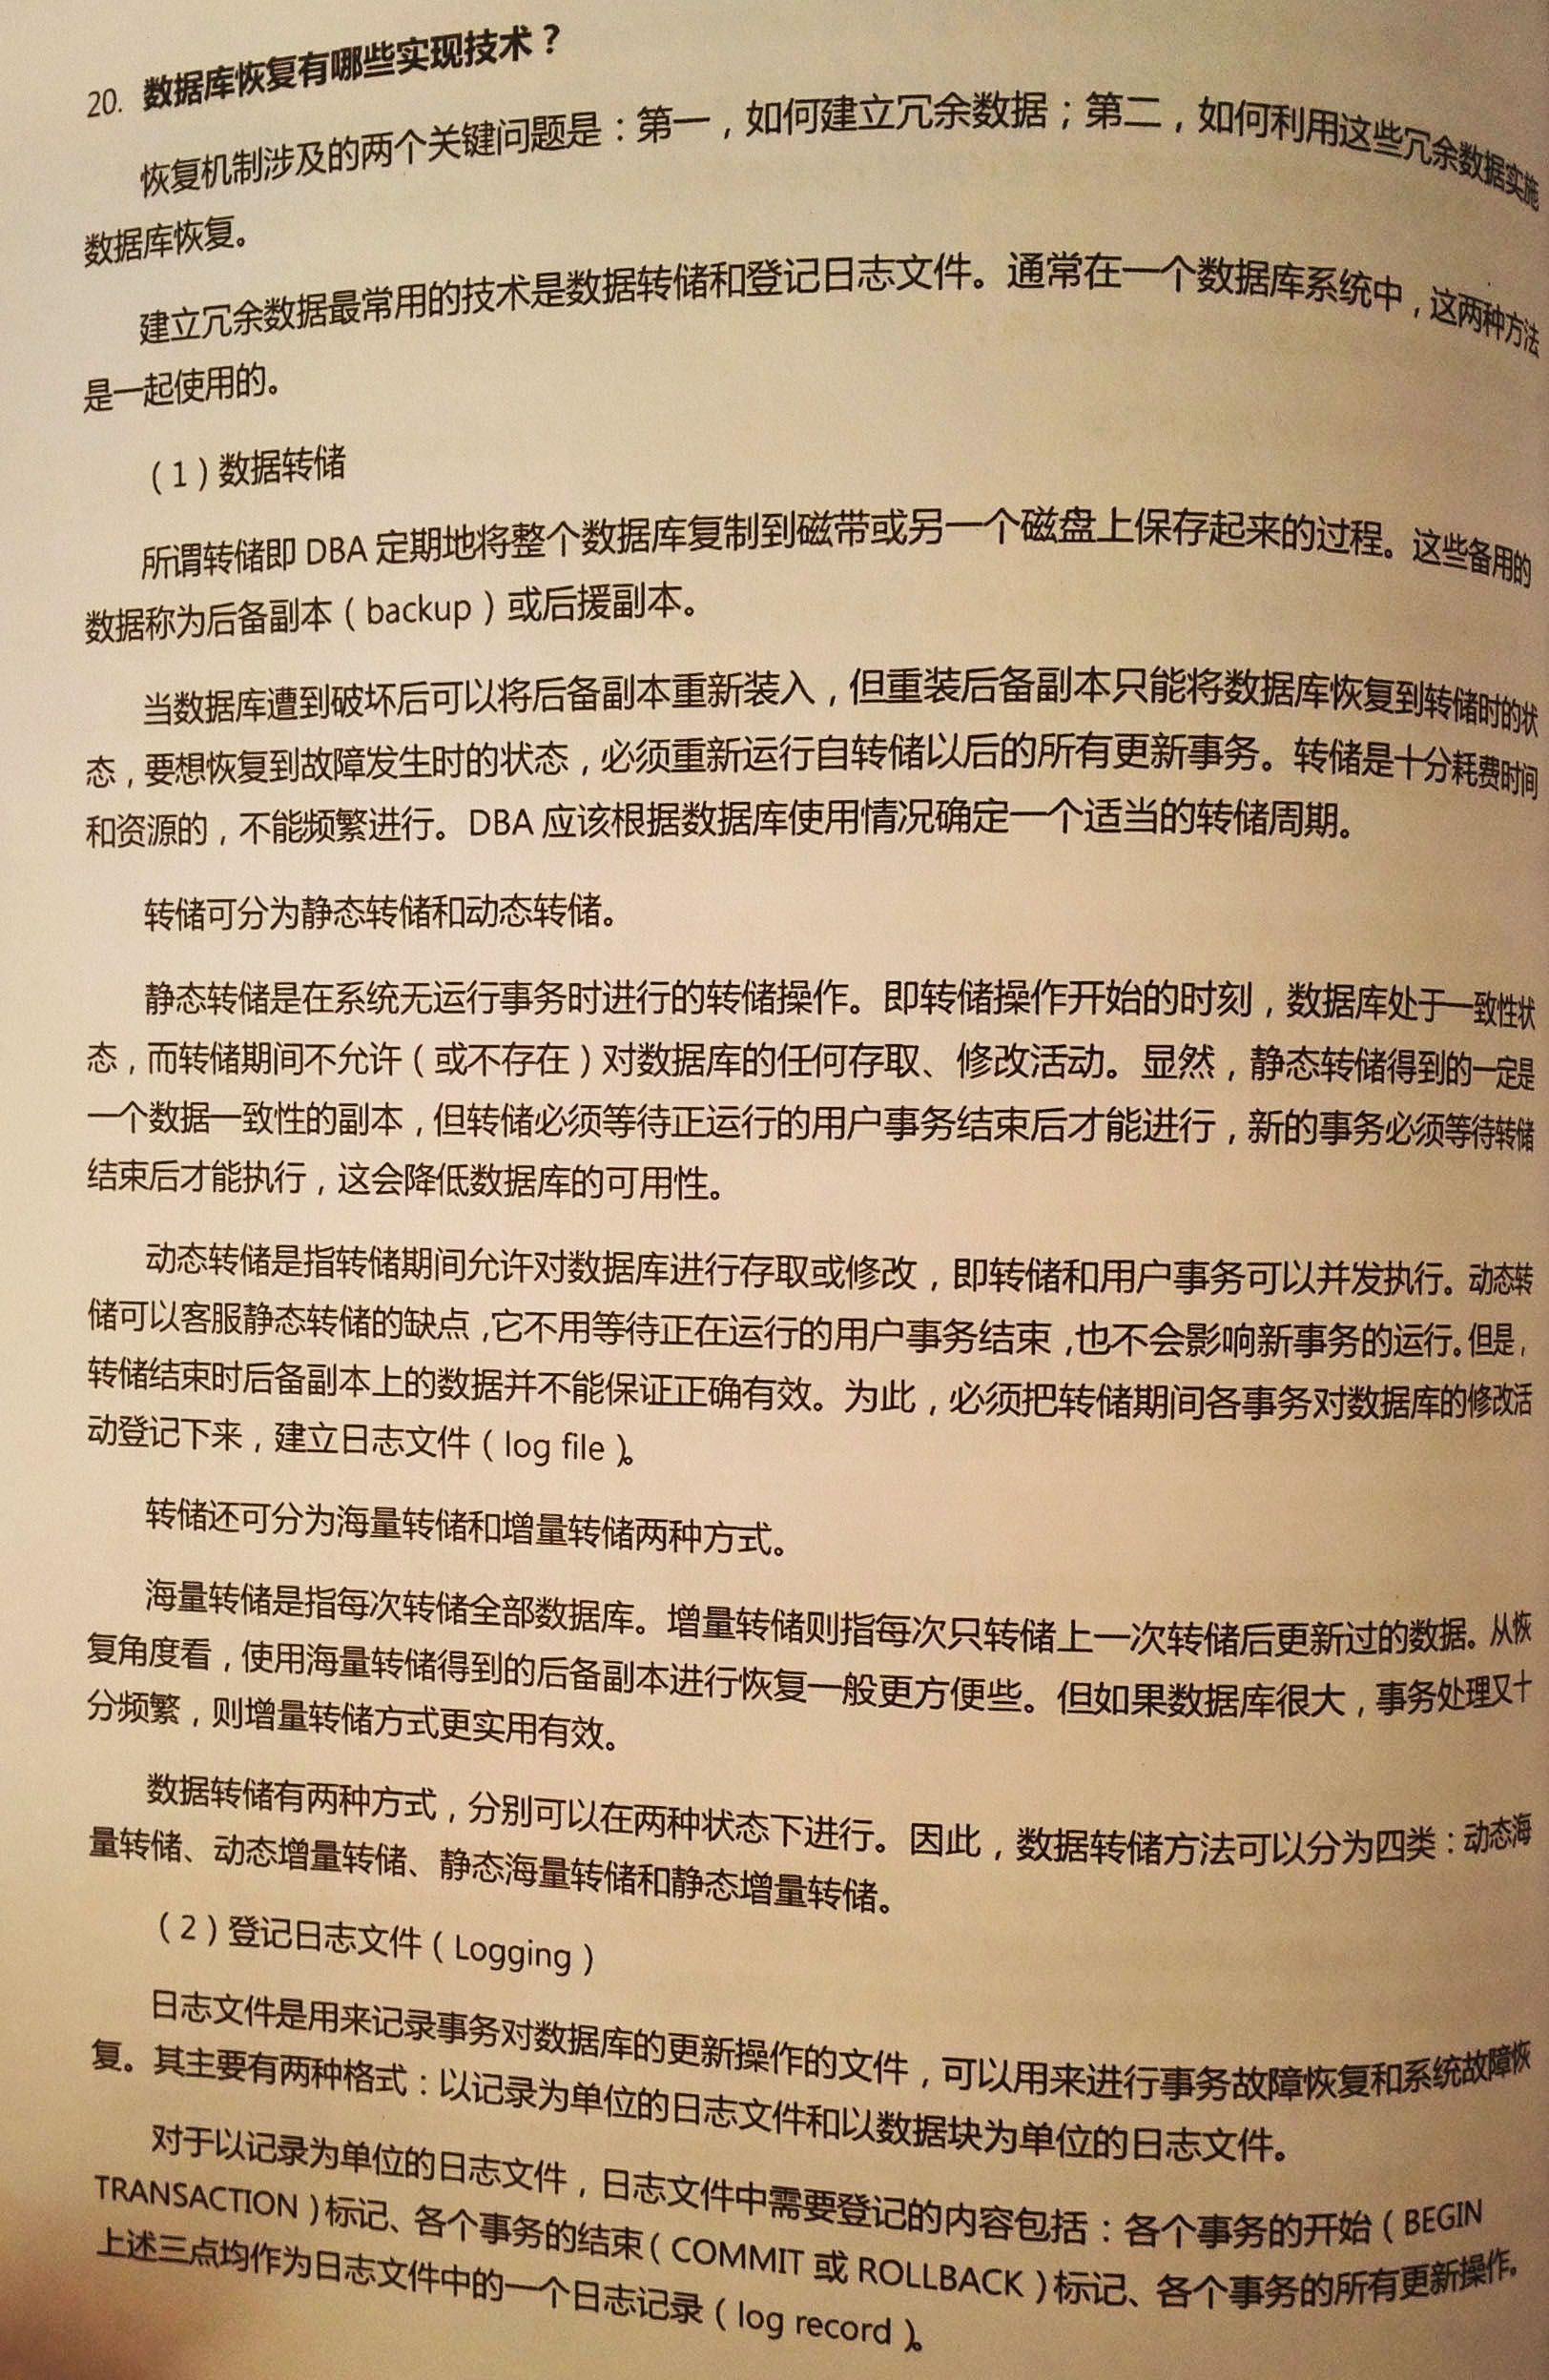 20. 数据库恢复有哪些实现技术？
恢复机制涉及的两个关键问题是：第一，如何建立冗余数据；第二，如何利用这些冗余数据实施
数据库恢复。
建立冗余数据最常用的技术是数据转储和登记日志文件。通常在一个数据库系统中，这两种方法
是一起使用的。
（1）数据转储
所谓转储即 DBA 定期地将整个数据库复制到磁带或另一个磁盘上保存起来的过程。这些备用的
数据称为后备副本（backup）或后援副本。
当数据库遭到破坏后可以将后备副本重新装入，但重装后备副本只能将数据库恢复到转储时的状
态，要想恢复到故障发生时的状态，必须重新运行自转储以后的所有更新事务。转储是十分耗费时间
和资源的，不能频繁进行。DBA 应该根据数据库使用情况确定一个适当的转储周期。
转储可分为静态转储和动态转储。
静态转储是在系统无运行事务时进行的转储操作。即转储操作开始的时刻，数据库处于一致性状
态，而转储期间不允许（或不存在）对数据库的任何存取、修改活动。显然，静态转储得到的一定是
一个数据一致性的副本，但转储必须等待正运行的用户事务结束后才能进行，新的事务必须等待转储
结束后才能执行，这会降低数据库的可用性。
动态转储是指转储期间允许对数据库进行存取或修改，即转储和用户事务可以并发执行。动态转
储可以客服静态转储的缺点，它不用等待正在运行的用户事务结束，也不会影响新事务的运行。但是，
转储结束时后备副本上的数据并不能保证正确有效。为此，必须把转储期间各事务对数据库的修改活
动登记下来，建立日志文件（log file）。
转储还可分为海量转储和增量转储两种方式。
海量转储是指每次转储全部数据库。增量转储则指每次只转储上一次转储后更新过的数据。从恢
复角度看，使用海量转储得到的后备副本进行恢复一般更方便些。但如果数据库很大，事务处理又十
分频繁，则增量转储方式更实用有效。
数据转储有两种方式，分别可以在两种状态下进行。因此，数据转储方法可以分为四类：动态海
量转储、动态增量转储、静态海量转储和静态增量转储。
（2）登记日志文件（Logging）
日志文件是用来记录事务对数据库的更新操作的文件，可以用来进行事务故障恢复和系统故障恢
复。其主要有两种格式：以记录为单位的日志文件和以数据块为单位的日志文件。
对于以记录为单位的日志文件，日志文件中需要登记的内容包括：各个事务的开始（BEGIN
TRANSACTION）标记、各个事务的结束（COMMIT 或 ROLLBACK）标记、各个事务的所有更新操作。
上述三点均作为日志文件中的一个日志记录（log record）。